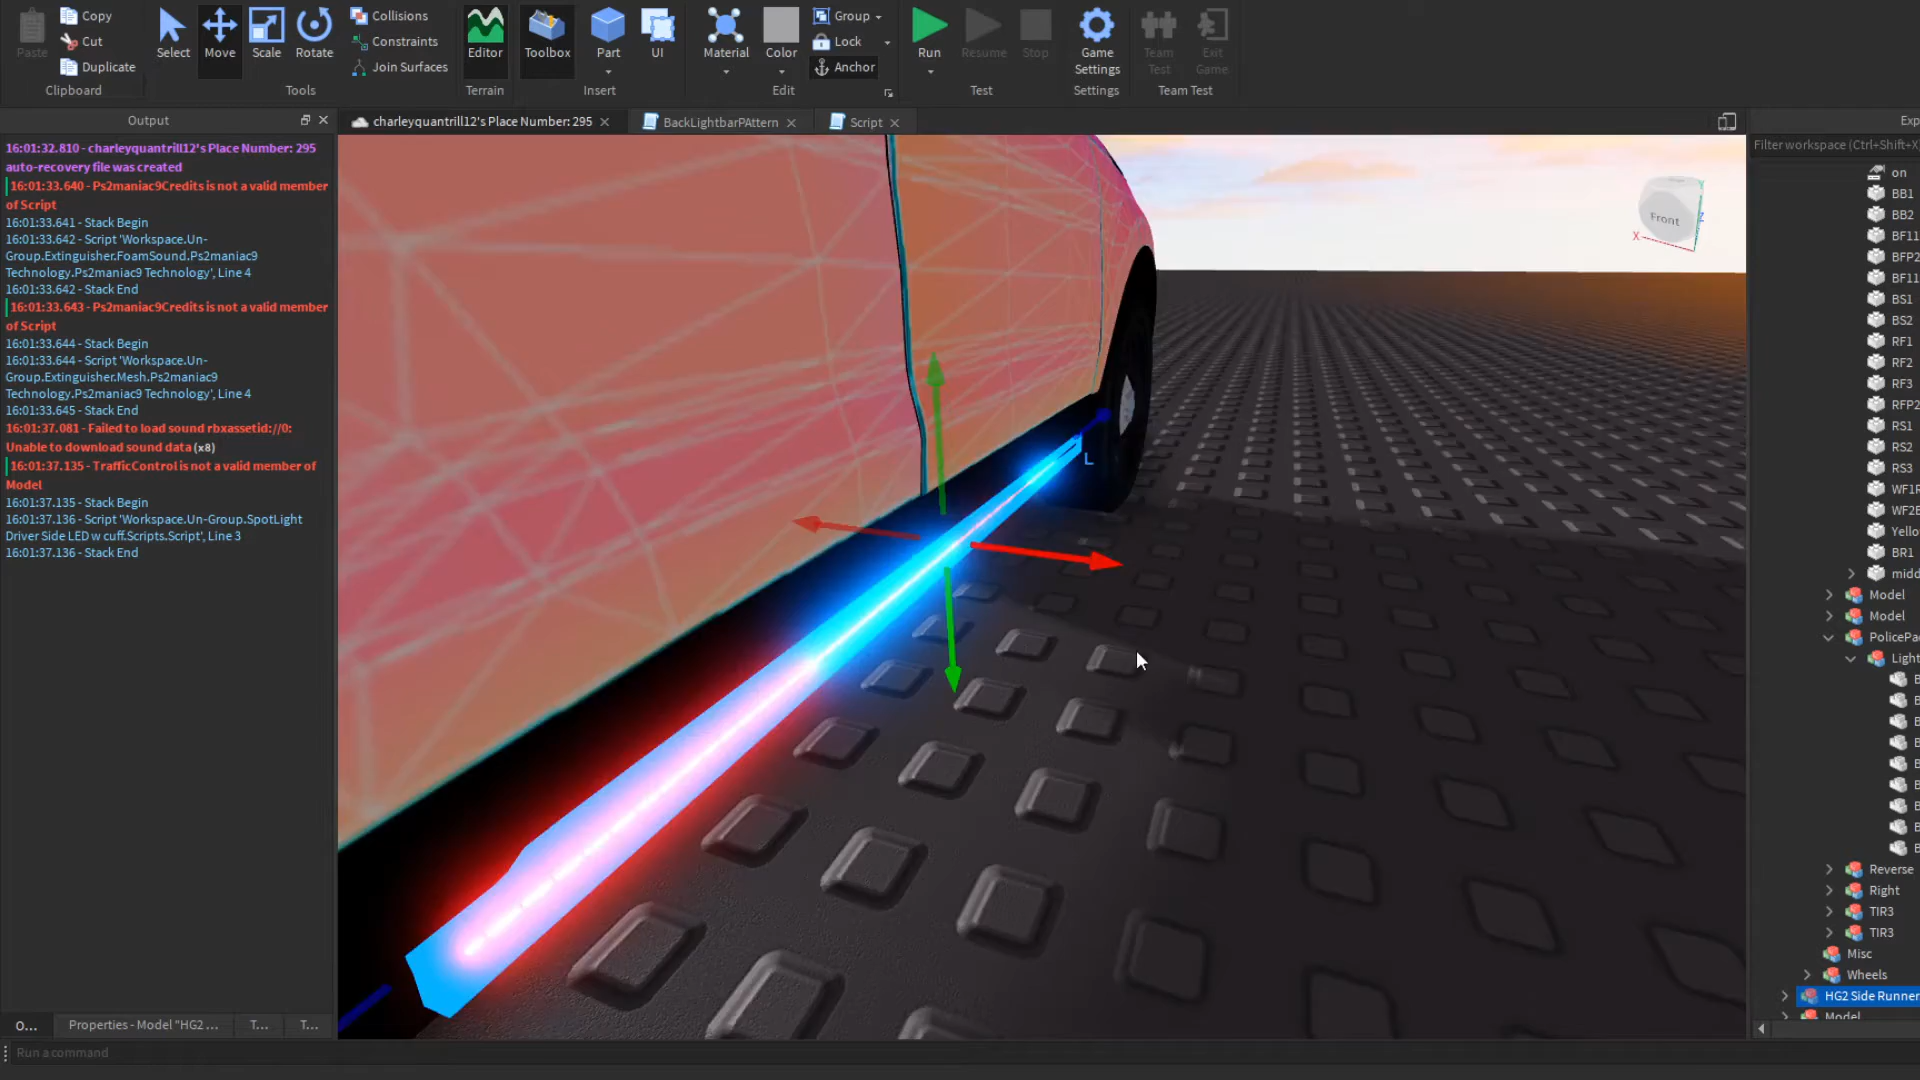 Paste
Copy
Cut
Duplicate
Clipboard
Select
Move
Scale
Rotate
Collisions
Constraints
Join Surfaces
Tools
Editor
Terrain
Toolbox
Part
UI
Insert
Material
Color
Group
Lock
Anchor
Edit
Run
Resume
Stop
Test
Game
Settings
Settings
Team
Test
Exit
Game
Team Test
Output
charleyquantrill12's Place Number: 295
BackLightbarPAttern
Script
Exp
Filter workspace (Ctrl+Shift+X
16:01:32.810 - charleyquantrill12's Place Number: 295
auto-recovery file was created
16:01:33.640 - Ps2maniac9Credits is not a valid member
of Script
16:01:33.641 - Stack Begin
16:01:33.642 - Script 'Workspace.Un-
Group.Extinguisher.FoamSound.Ps2maniac9
Technology.Ps2maniac9 Technology', Line 4
16:01:33.642 - Stack End
16:01:33.643 - Ps2maniac9Credits is not a valid member
of Script
16:01:33.644 - Stack Begin
16:01:33.644 - Script 'Workspace.Un-
Group.Extinguisher.Mesh.Ps2maniac9
Technology.Ps2maniac9 Technology', Line 4
16:01:33.645 - Stack End
16:01:37.081 - Failed to load sound rbxassetid://0:
Unable to download sound data (x8)
16:01:37.135 - TrafficControl is not a valid member of
Model
16:01:37.135 - Stack Begin
16:01:37.136 - Script 'Workspace.Un-Group.SpotLight
Driver Side LED w cuff.Scripts.Script', Line 3
16:01:37.136 - Stack End
Front
X
Y
Z
L
on
BB1
BB2
BF11
BFP2
BF11
BS1
BS2
RF1
RF2
RF3
RFP2
RS1
RS2
RS3
WF1R
WF2B
Yello
BR1
midd
Model
Model
PolicePa
Light
B
B
B
B
B
B
B
B
B
Reverse
Right
TIR3
TIR3
Misc
Wheels
HG2 Side Runner
Model
O...
Properties - Model "HG2 ...
T...
T...
Run a command